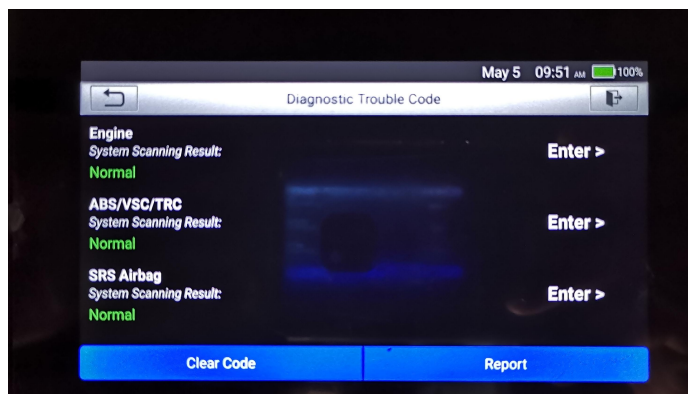 May 5 09:51 AM 100%
Diagnostic Trouble Code
Engine
System Scanning Result:
Enter >
Normal
ABS/VSC/TRC
System Scanning Result:
Enter >
Normal
SRS Airbag
System Scanning Result:
Enter >
Normal
Clear Code Report